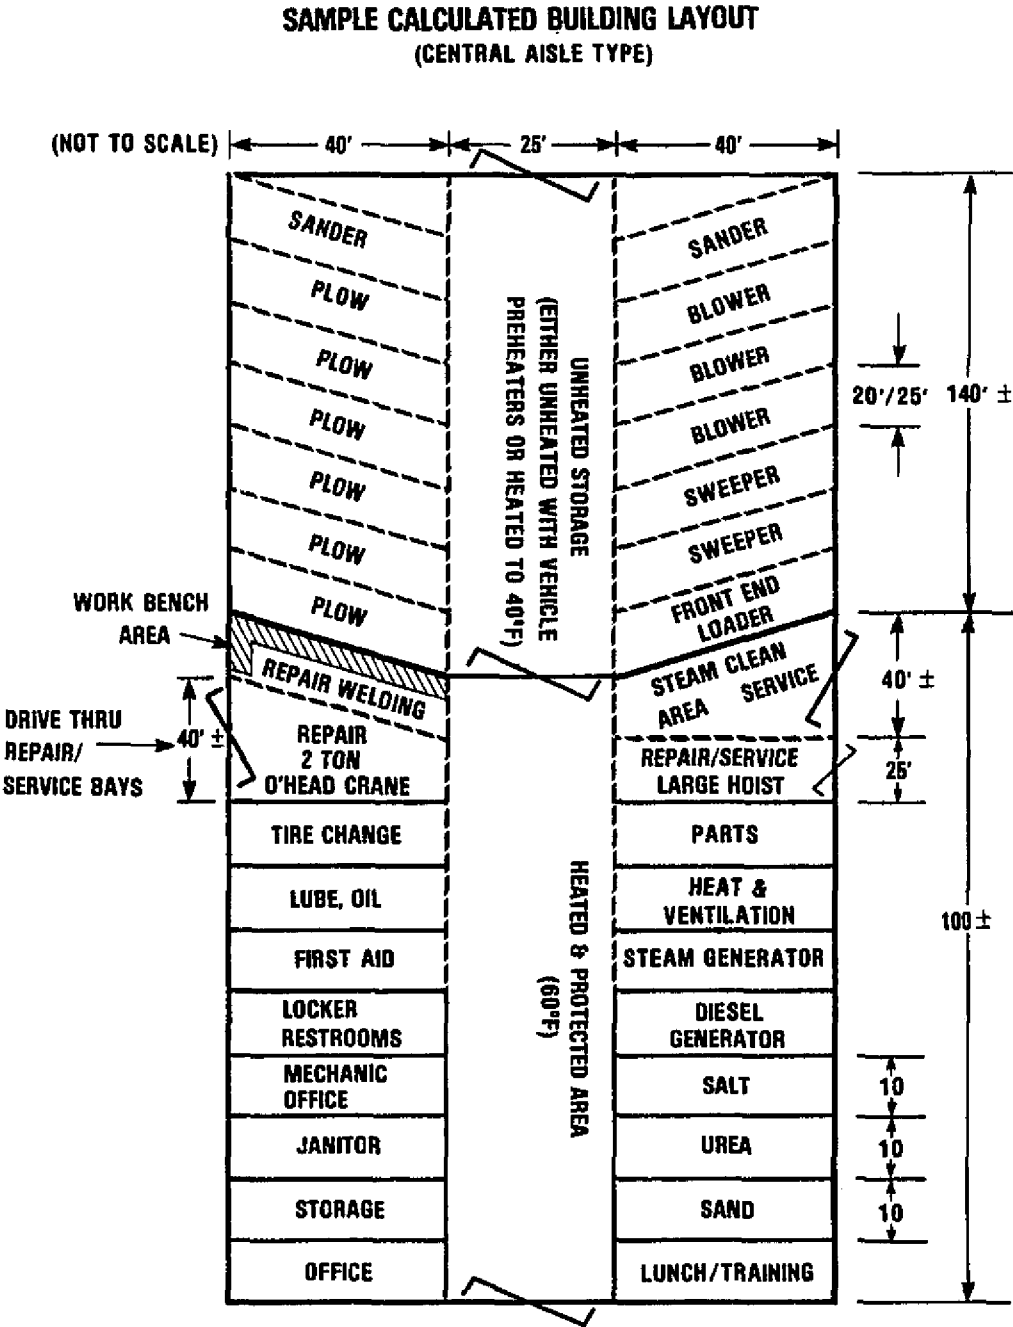 SAMPLE CALCULATED BUILDING LAYOUT
(CENTRAL AISLE TYPE)
(NOT TO SCALE)
40'
25'
40'
SANDER
PLOW
PLOW
PLOW
PLOW
PLOW
PLOW
UNHEATED STORAGE
(EITHER UNHEATED WITH VEHICLE
PREHEATERS OR HEATED TO 40°F)
SANDER
BLOWER
BLOWER
BLOWER
SWEEPER
SWEEPER
FRONT END
LOADER
20'/25'
140' ±
WORK BENCH
AREA
REPAIR WELDING
DRIVE THRU
REPAIR/
SERVICE BAYS
40' ±
REPAIR
2 TON
O'HEAD CRANE
STEAM CLEAN
AREA SERVICE
40' ±
REPAIR/SERVICE
LARGE HOIST
25'
TIRE CHANGE
LUBE, OIL
FIRST AID
LOCKER
RESTROOMS
MECHANIC
OFFICE
JANITOR
STORAGE
OFFICE
HEATED & PROTECTED AREA
(60°F)
PARTS
HEAT &
VENTILATION
STEAM GENERATOR
DIESEL
GENERATOR
SALT
UREA
SAND
LUNCH/TRAINING
100 ±
10
10
10